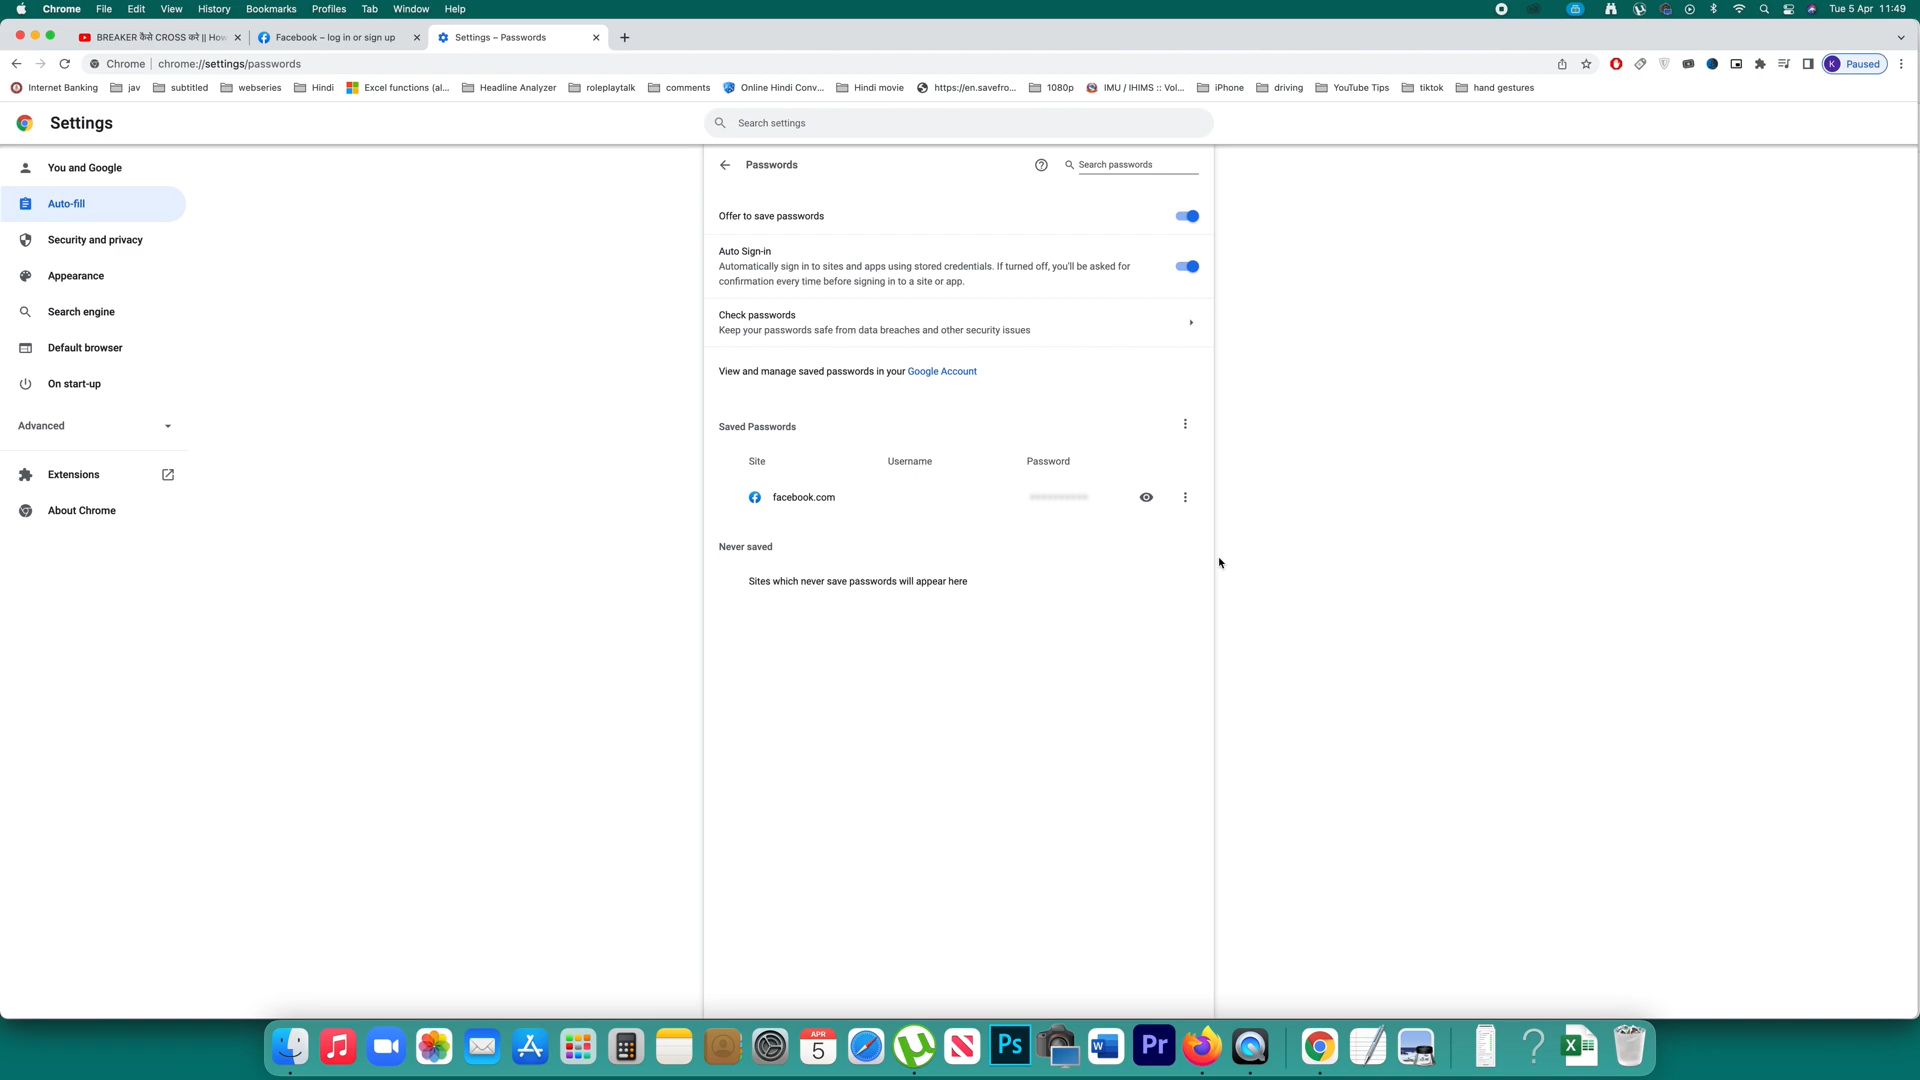 Chrome File Edit View History Bookmarks Profiles Tab Window Help Tue 5 Apr 11:49
BREAKER कैसे CROSS करे || How Facebook – log in or sign up Settings – Passwords
Chrome chrome://settings/passwords K Paused
Internet Banking jav subtitled webseries Hindi Excel functions (al... Headline Analyzer roleplaytalk comments Online Hindi Conv... Hindi movie https://en.savefro... 1080p IMU / IHIMS :: Vol... iPhone driving YouTube Tips tiktok hand gestures
Settings
Search settings
You and Google
Auto-fill
Security and privacy
Appearance
Search engine
Default browser
On start-up
Advanced
Extensions
About Chrome
Passwords
Search passwords
Offer to save passwords
Auto Sign-in
Automatically sign in to sites and apps using stored credentials. If turned off, you'll be asked for
confirmation every time before signing in to a site or app.
Check passwords
Keep your passwords safe from data breaches and other security issues
View and manage saved passwords in your Google Account
Saved Passwords
Site Username Password
facebook.com
Never saved
Sites which never save passwords will appear here
APR
5
Ps
W
Pr
X